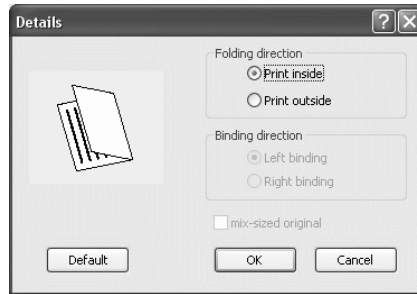 Details
Folding direction
Print inside
Print outside
Binding direction
Left binding
Right binding
mix-sized original
Default
OK
Cancel